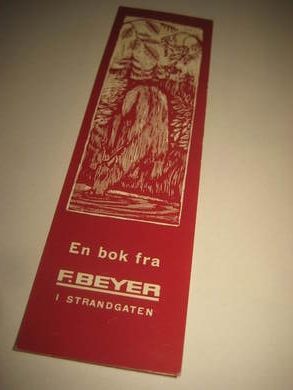 En bok fra
F. BEYER
I STRANDGATEN